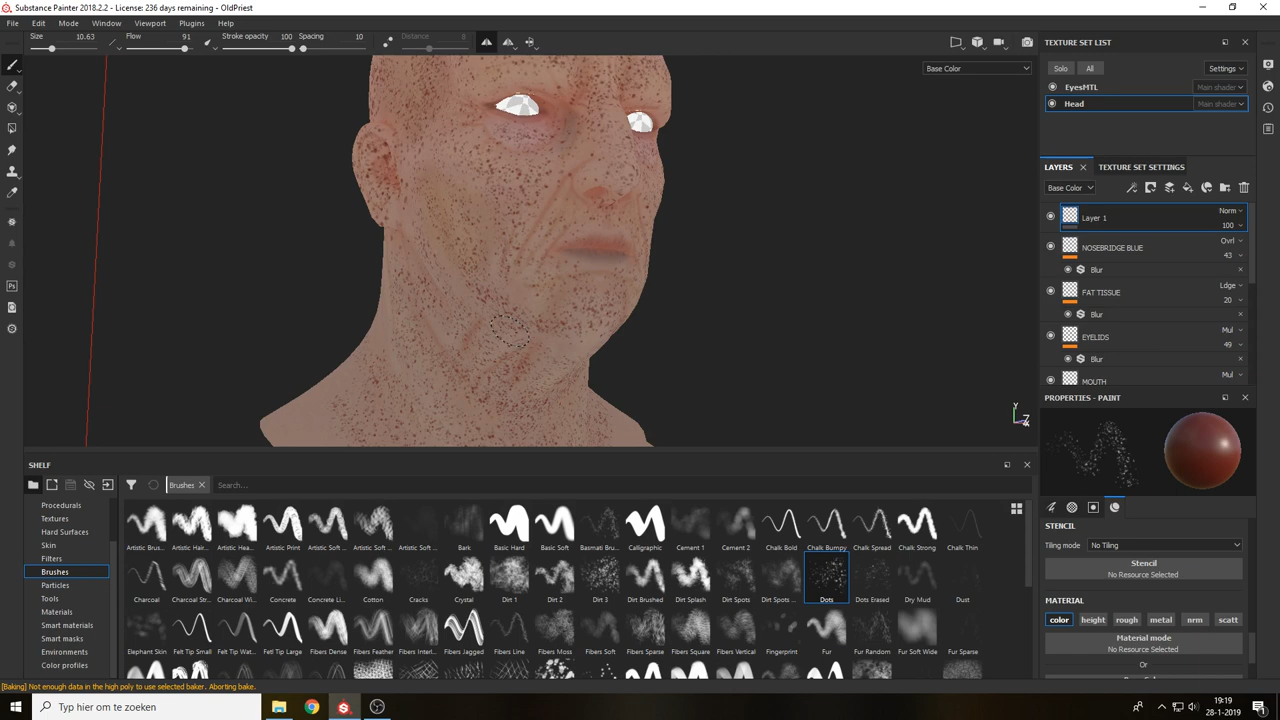 Substance Painter 2018.2.2 - License: 236 days remaining - OldPriest
File Edit Mode Window Viewport Plugins Help
Size 10.63 Flow 91 Stroke opacity 100 Spacing 10 Distance 8
Base Color
TEXTURE SET LIST
Solo All Settings
EyesMTL Main shader
Head Main shader
LAYERS TEXTURE SET SETTINGS
Base Color
Layer 1 Norm 100
NOSEBRIDGE BLUE Ovrl 43
Blur
FAT TISSUE Ldge 20
Blur
EYELIDS Mul 49
Blur
MOUTH Mul
PROPERTIES - PAINT
STENCIL
Tiling mode No Tiling
Stencil
No Resource Selected
MATERIAL
color height rough metal nrm scatt
Material mode
No Resource Selected
Or
Y
Z
SHELF
Brushes Search...
Procedurals
Textures
Hard Surfaces
Skin
Filters
Brushes
Particles
Tools
Materials
Smart materials
Smart masks
Environments
Color profiles
Artistic Brus... Artistic Hair... Artistic Hea... Artistic Print Artistic Soft ... Artistic Soft ... Artistic Soft ... Bark Basic Hard Basic Soft Basmati Bru... Calligraphic Cement 1 Cement 2 Chalk Bold Chalk Bumpy Chalk Spread Chalk Strong Chalk Thin
Charcoal Charcoal Str... Charcoal Wi... Concrete Concrete Li... Cotton Cracks Crystal Dirt 1 Dirt 2 Dirt 3 Dirt Brushed Dirt Splash Dirt Spots Dirt Spots ... Dots Dots Erased Dry Mud Dust
Elephant Skin Felt Tip Small Felt Tip Wat... Felt Tip Large Fibers Dense Fibers Feather Fibers Interl... Fibers Jagged Fibers Moss Fibers Soft Fibers Sparse Fibers Square Fibers Vertical Fingerprint Fur Fur Random Fur Soft Wide Fur Sparse
[Baking] Not enough data in the high poly to use selected baker. Aborting bake.
Typ hier om te zoeken
19:19
28-1-2019
1